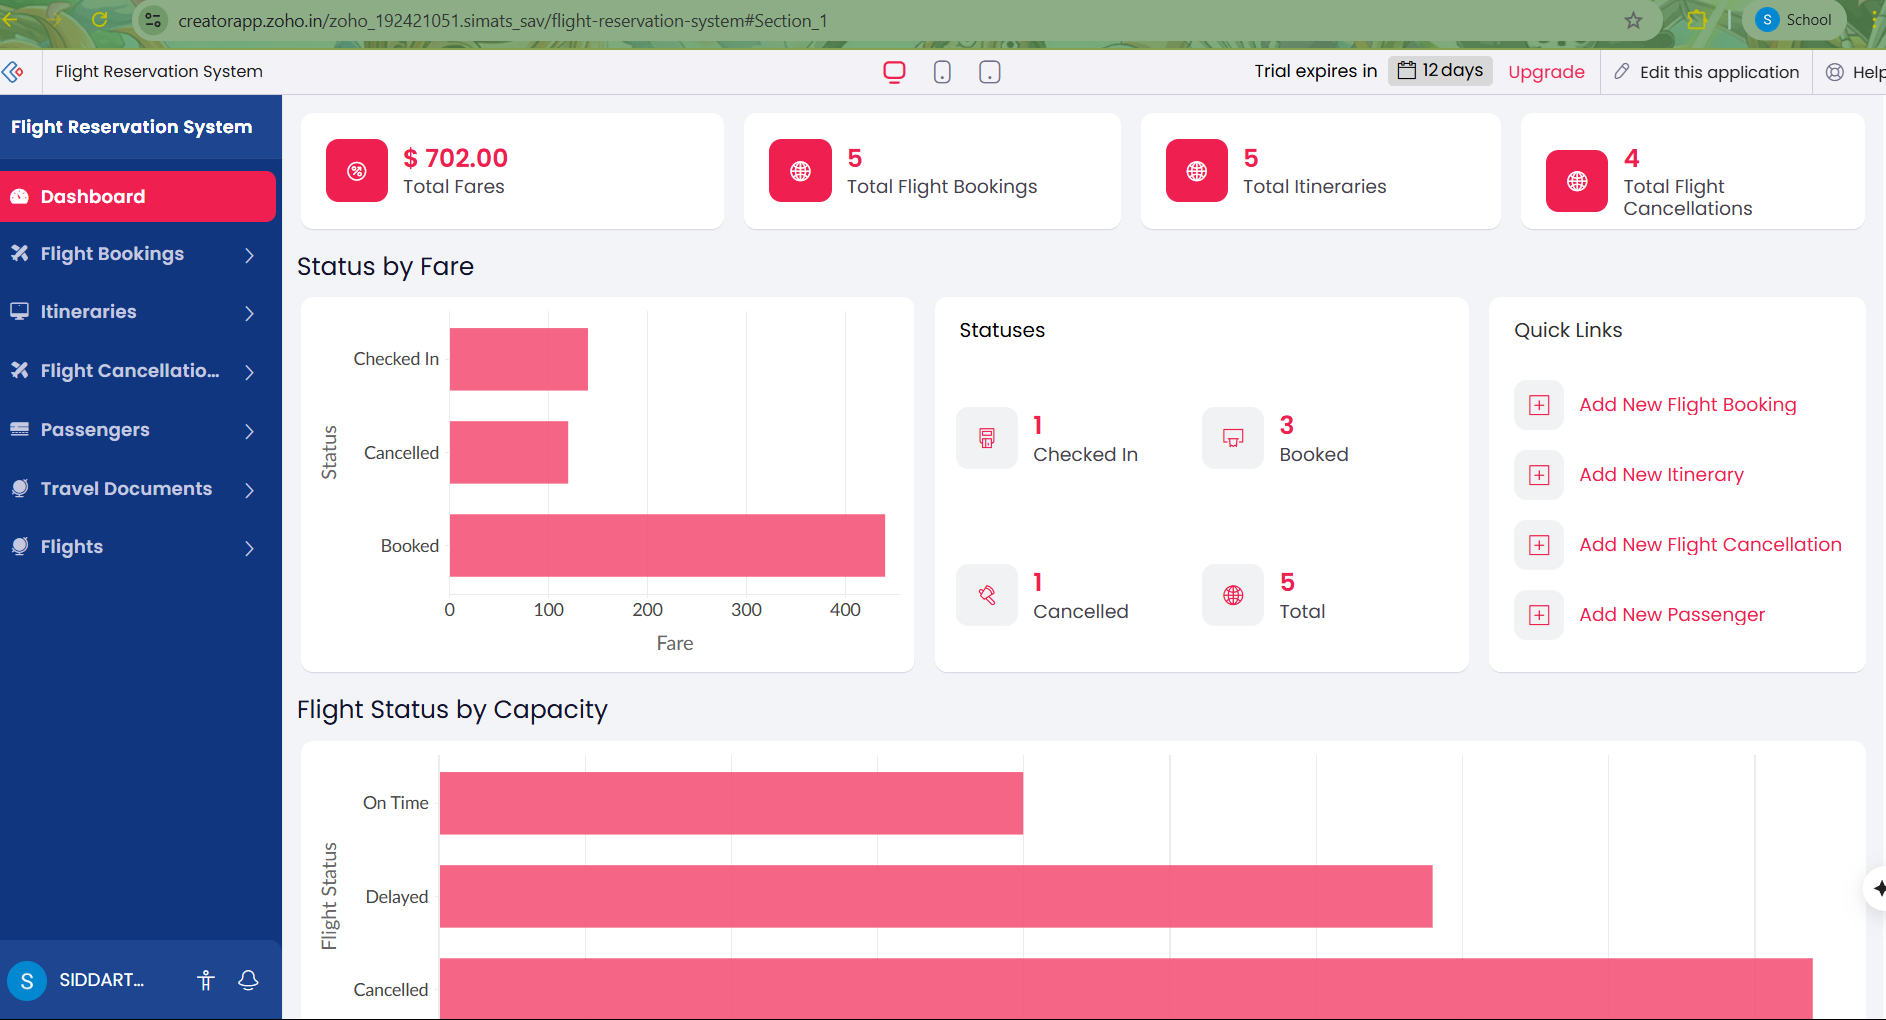 creatorapp.zoho.in/zoho_192421051.simats_sav/flight-reservation-system#Section_1
S School
Flight Reservation System
Trial expires in 12 days Upgrade Edit this application Help
Flight Reservation System
Dashboard
Flight Bookings
Itineraries
Flight Cancellatio...
Passengers
Travel Documents
Flights
S SIDDART...
$ 702.00
Total Fares
5
Total Flight Bookings
5
Total Itineraries
4
Total Flight
Cancellations
Status by Fare
Status
Checked In
Cancelled
Booked
0 100 200 300 400
Fare
Statuses
1
Checked In
3
Booked
1
Cancelled
5
Total
Quick Links
Add New Flight Booking
Add New Itinerary
Add New Flight Cancellation
Add New Passenger
Flight Status by Capacity
Flight Status
On Time
Delayed
Cancelled